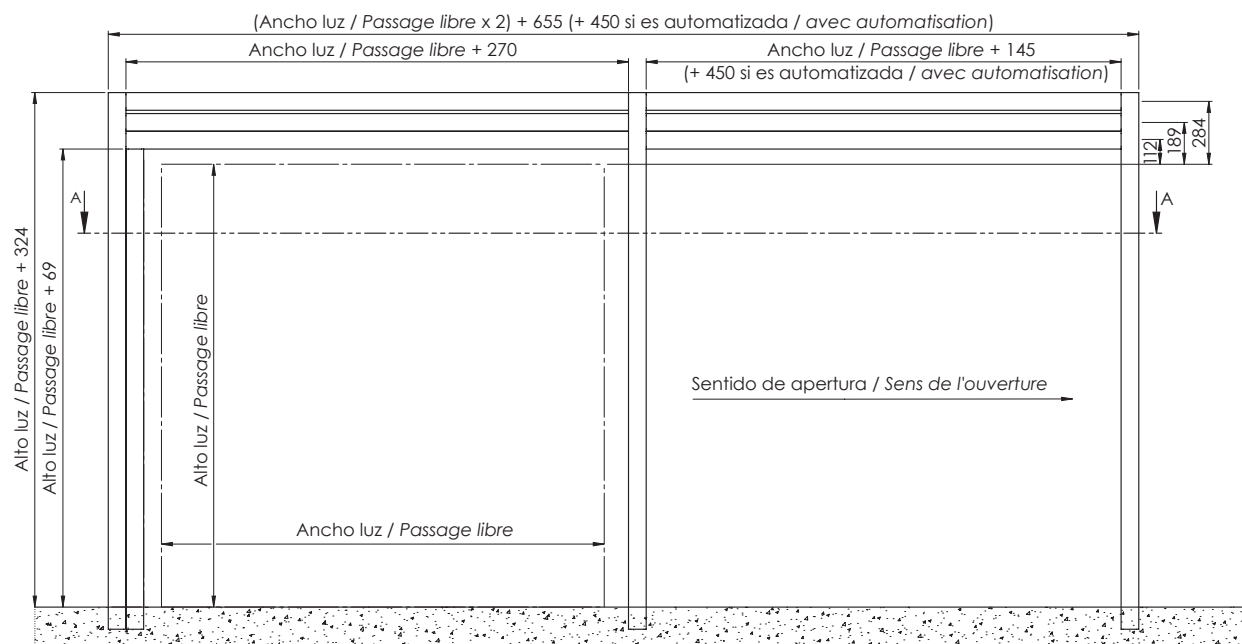 (Ancho luz / Passage libre x 2) + 655 (+ 450 si es automatizada / avec automatisation)
Ancho luz / Passage libre + 270
Ancho luz / Passage libre + 145
(+ 450 si es automatizada / avec automatisation)
112
189
284
A
A
Alto luz / Passage libre + 324
Alto luz / Passage libre + 69
Alto luz / Passage libre
Sentido de apertura / Sens de l'ouverture
Ancho luz / Passage libre